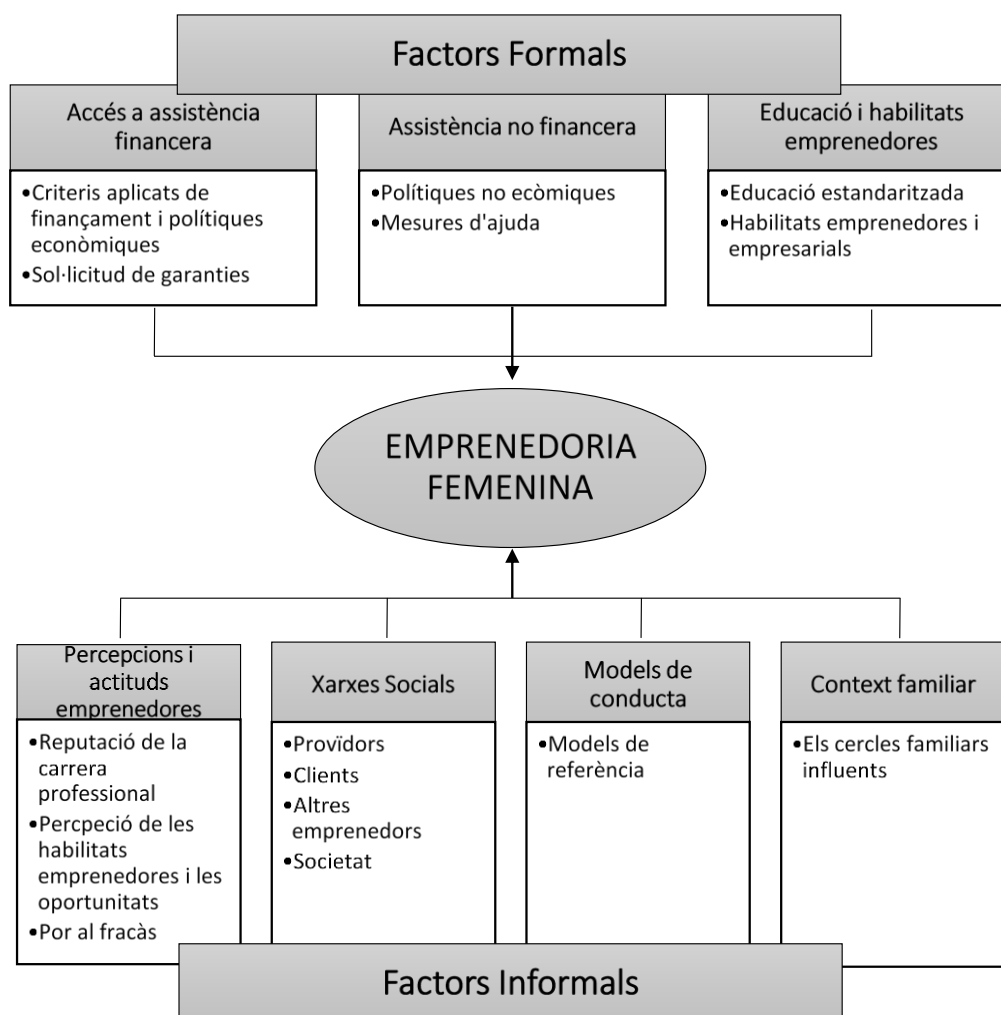 Factors Formals
Accés a assistència
financera
•Criteris aplicats de
finançament i polítiques
econòmiques
•Sol·licitud de garanties
Assistència no financera
•Polítiques no ecòmiques
•Mesures d'ajuda
Educació i habilitats
emprenedores
•Educació estandaritzada
•Habilitats emprenedores i
empresarials
EMPRENEDORIA
FEMENINA
Percepcions i
actituds
emprenedores
•Reputació de la
carrera
professional
•Percpeció de les
habilitats
emprenedores i les
oportunitats
•Por al fracàs
Xarxes Socials
•Provïdors
•Clients
•Altres
emprenedors
•Societat
Models de
conducta
•Models de
referència
Context familiar
•Els cercles familiars
influents
Factors Informals